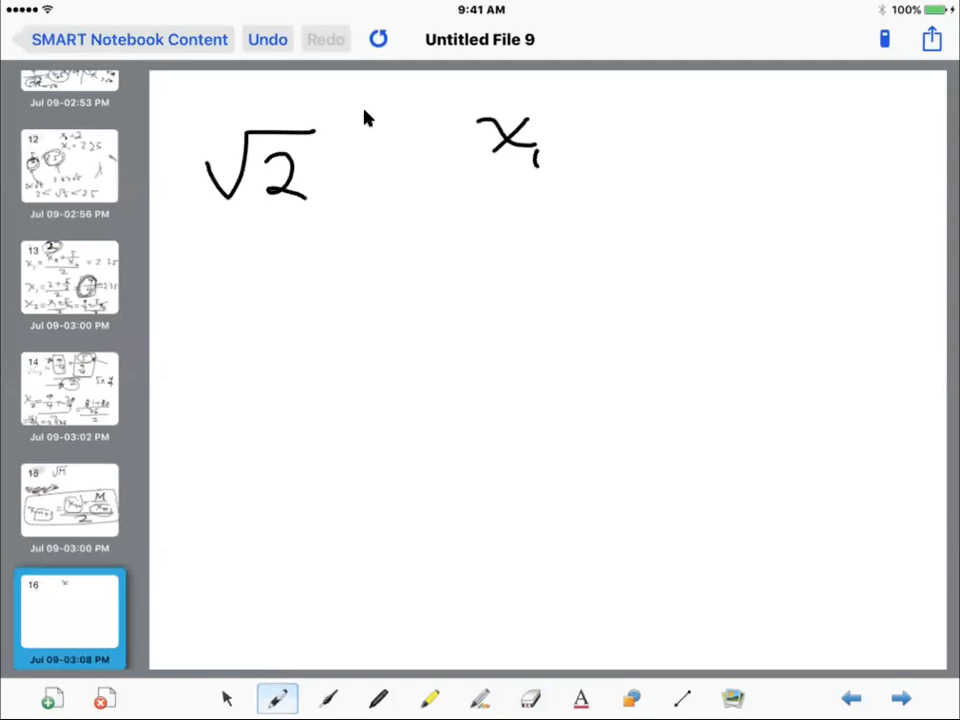 9:41 AM
100%
SMART Notebook Content
Undo
Redo
Untitled File 9
Jul 09-02:53 PM
12
Jul 09-02:56 PM
13
Jul 09-03:00 PM
14
Jul 09-03:02 PM
15
Jul 09-03:00 PM
16
x
Jul 09-03:08 PM
√2
x₁
A